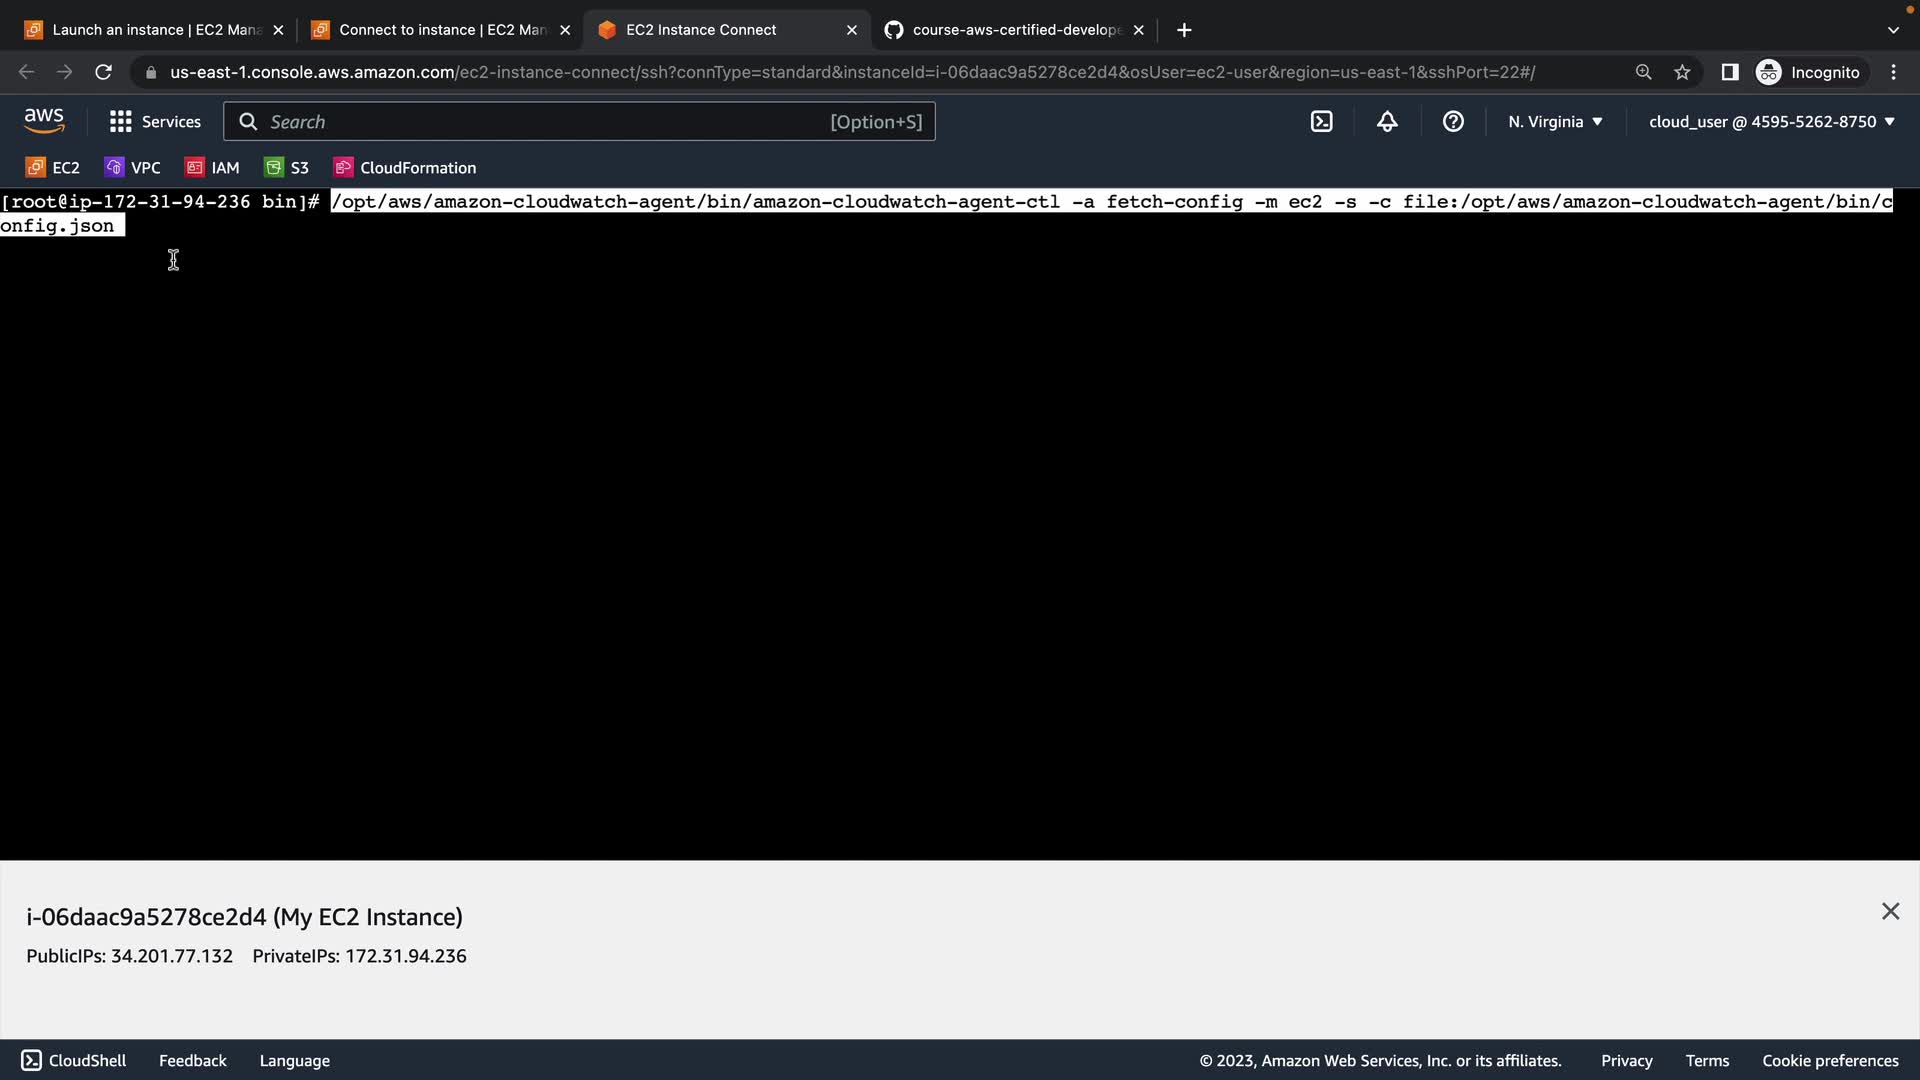 Launch an instance | EC2 Mana
Connect to instance | EC2 Man
EC2 Instance Connect
course-aws-certified-develope
us-east-1.console.aws.amazon.com/ec2-instance-connect/ssh?connType=standard&instanceId=i-06daac9a5278ce2d4&osUser=ec2-user&region=us-east-1&sshPort=22#/
Incognito
aws
Services
Search
[Option+S]
N. Virginia
cloud_user @ 4595-5262-8750
EC2
VPC
IAM
S3
CloudFormation
[root@ip-172-31-94-236 bin]# /opt/aws/amazon-cloudwatch-agent/bin/amazon-cloudwatch-agent-ctl -a fetch-config -m ec2 -s -c file:/opt/aws/amazon-cloudwatch-agent/bin/c
onfig.json
i-06daac9a5278ce2d4 (My EC2 Instance)
PublicIPs: 34.201.77.132 PrivateIPs: 172.31.94.236
CloudShell
Feedback
Language
© 2023, Amazon Web Services, Inc. or its affiliates.
Privacy
Terms
Cookie preferences